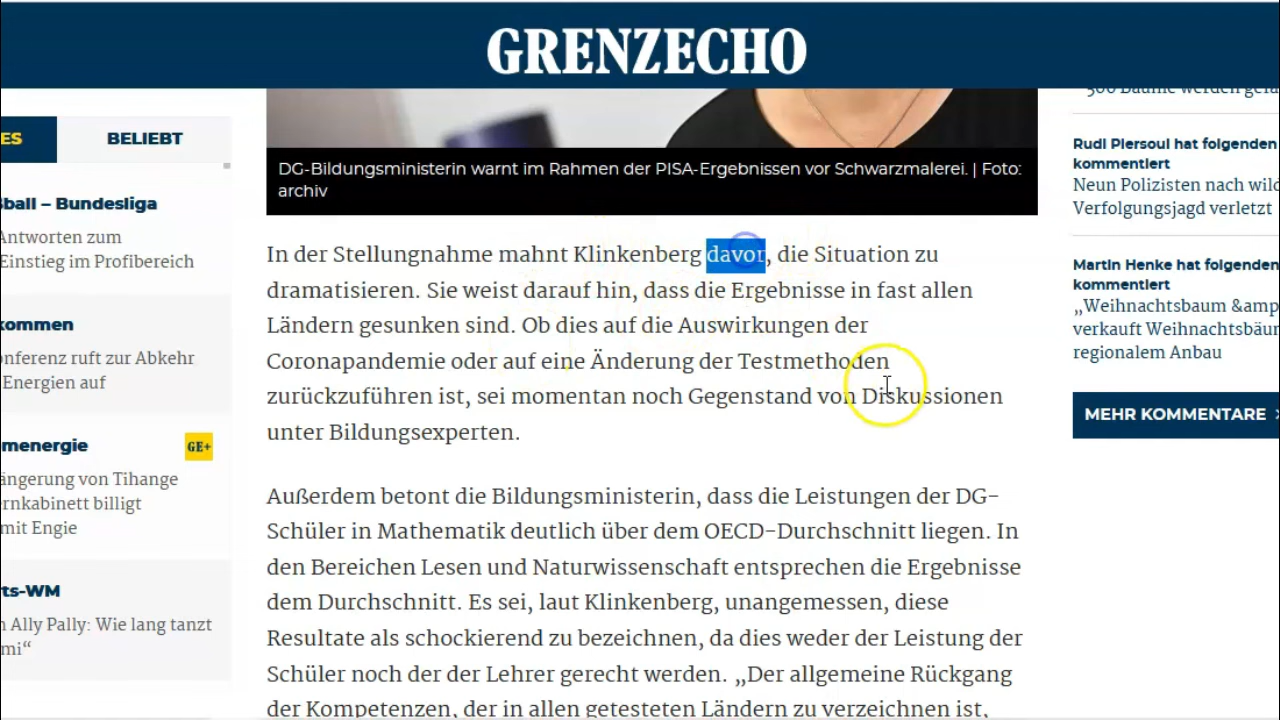 GRENZECHO
ES
BELIEBT
ball – Bundesliga
Antworten zum
Einstieg im Profibereich
kommen
nferenz ruft zur Abkehr
Energien auf
menergie
GE+
ängerung von Tihange
ernkabinett billigt
mit Engie
ts-WM
Ally Pally: Wie lang tanzt
mi“
DG-Bildungsministerin warnt im Rahmen der PISA-Ergebnissen vor Schwarzmalerei. | Foto:
archiv
In der Stellungnahme mahnt Klinkenberg davor, die Situation zu
dramatisieren. Sie weist darauf hin, dass die Ergebnisse in fast allen
Ländern gesunken sind. Ob dies auf die Auswirkungen der
Coronapandemie oder auf eine Änderung der Testmethoden
zurückzuführen ist, sei momentan noch Gegenstand von Diskussionen
unter Bildungsexperten.
Außerdem betont die Bildungsministerin, dass die Leistungen der DG-
Schüler in Mathematik deutlich über dem OECD-Durchschnitt liegen. In
den Bereichen Lesen und Naturwissenschaft entsprechen die Ergebnisse
dem Durchschnitt. Es sei, laut Klinkenberg, unangemessen, diese
Resultate als schockierend zu bezeichnen, da dies weder der Leistung der
Schüler noch der der Lehrer gerecht werden. „Der allgemeine Rückgang
der Kompetenzen, der in allen getesteten Ländern zu verzeichnen ist,
500 Bäume werden gefä
Rudi Piersoul hat folgenden
kommentiert
Neun Polizisten nach wild
Verfolgungsjagd verletzt
Martin Henke hat folgenden
kommentiert
„Weihnachtsbaum &amp
verkauft Weihnachtsbäu
regionalem Anbau
MEHR KOMMENTARE